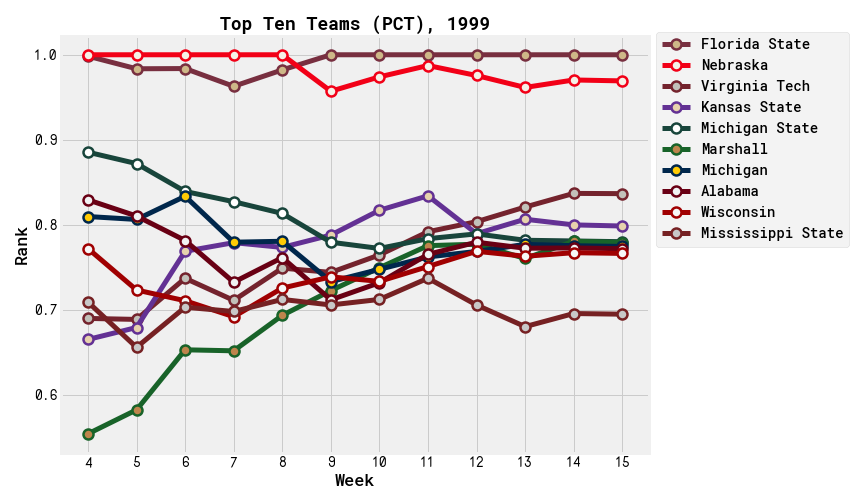 Top Ten Teams (PCT), 1999
1.0
0.9
0.8
0.7
0.6
Rank
4 5 6 7 8 9 10 11 12 13 14 15
Week
Florida State
Nebraska
Virginia Tech
Kansas State
Michigan State
Marshall
Michigan
Alabama
Wisconsin
Mississippi State